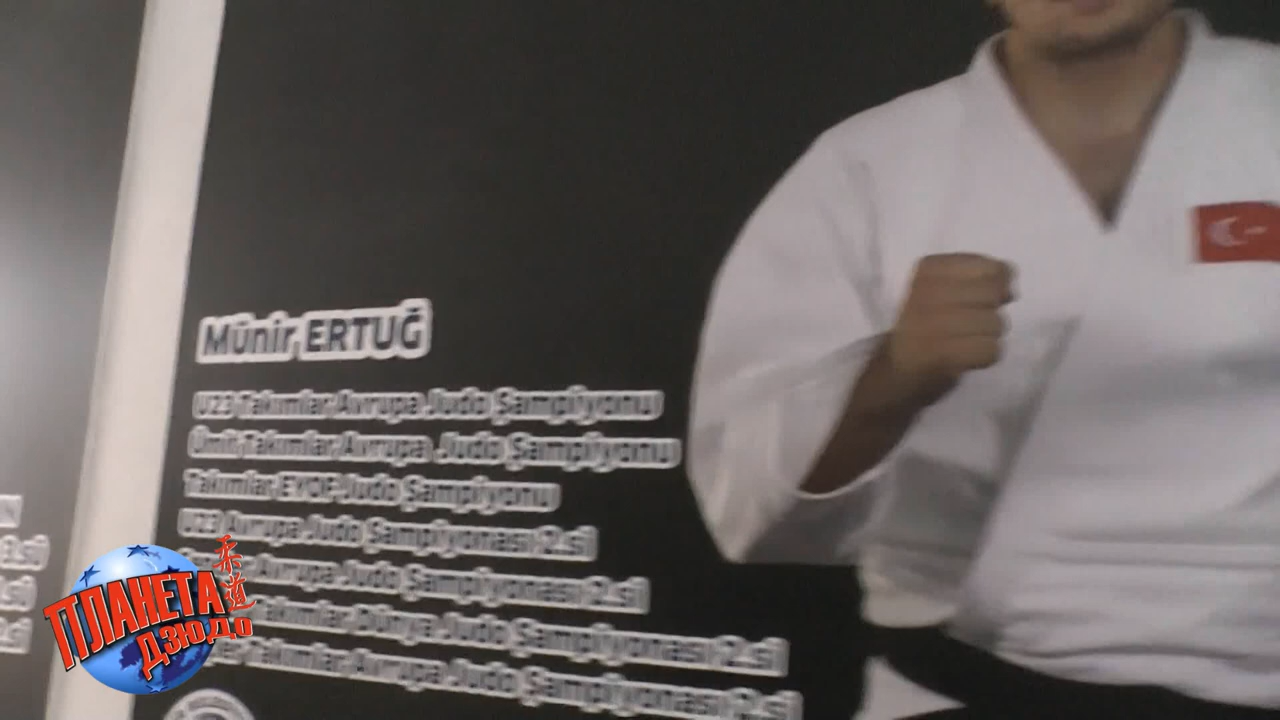 Münir ERTUĞ
U23 Takımlar Avrupa Judo Şampiyonu
Ümit Takımlar Avrupa Judo Şampiyonu
Takımlar EYOF Judo Şampiyonu
U23 Avrupa Judo Şampiyonası (2.si)
Avrupa Judo Şampiyonası (2.si)
Takımlar Dünya Judo Şampiyonası (2.si)
Takımlar Avrupa Judo Şampiyonası
ПЛАНЕТА
ДЗЮДО
柔道